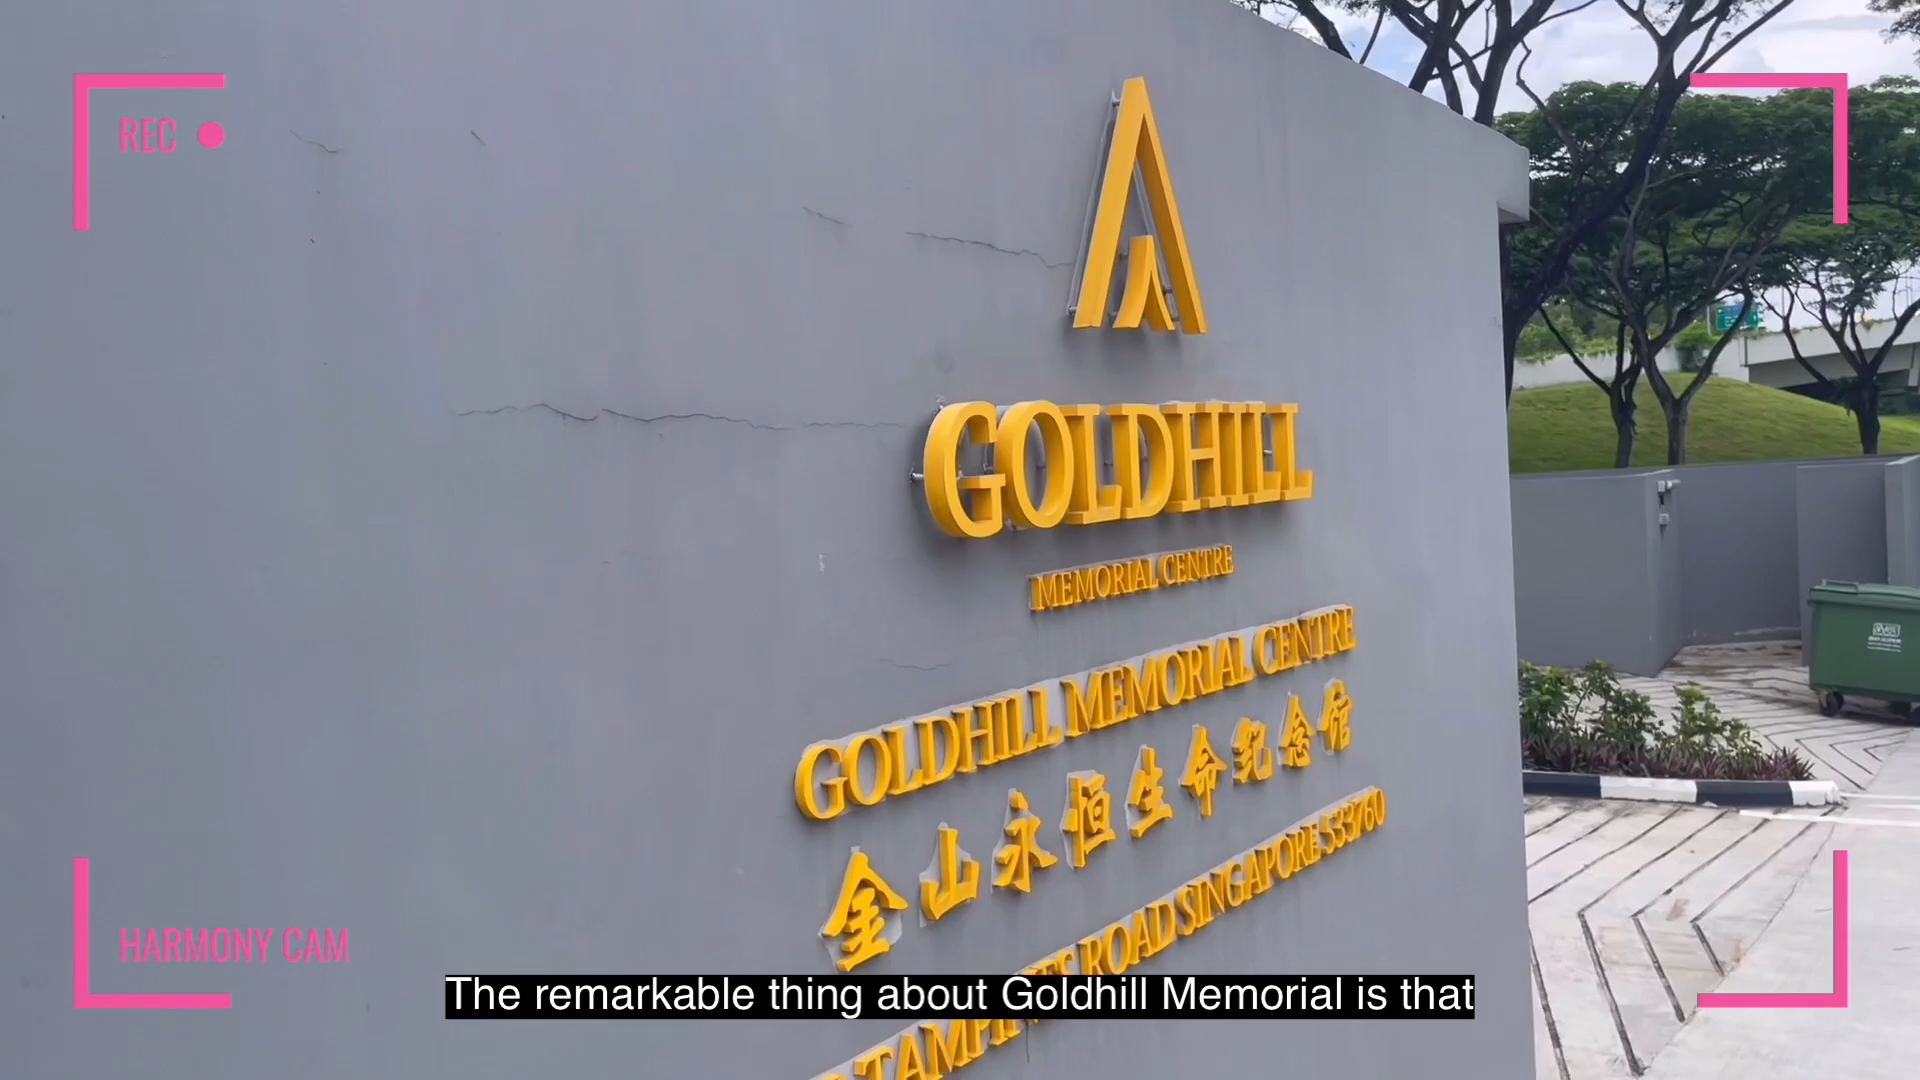 REC
GOLDHILL
MEMORIAL CENTRE
GOLDHILL MEMORIAL CENTRE
金山永恒生命纪念馆
TAMPINES ROAD SINGAPORE 533760
HARMONY CAM
The remarkable thing about Goldhill Memorial is that